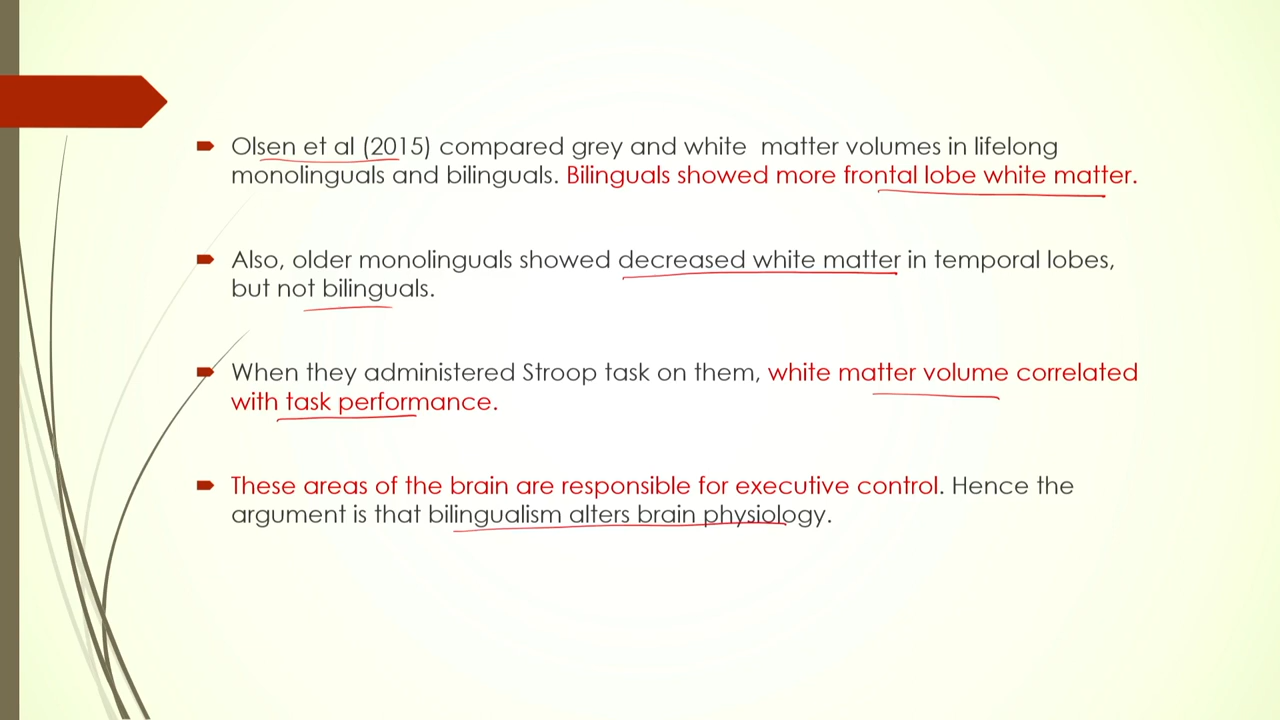 Olsen et al (2015) compared grey and white matter volumes in lifelong
monolinguals and bilinguals. Bilinguals showed more frontal lobe white matter.
Also, older monolinguals showed decreased white matter in temporal lobes,
but not bilinguals.
When they administered Stroop task on them, white matter volume correlated
with task performance.
These areas of the brain are responsible for executive control. Hence the
argument is that bilingualism alters brain physiology.